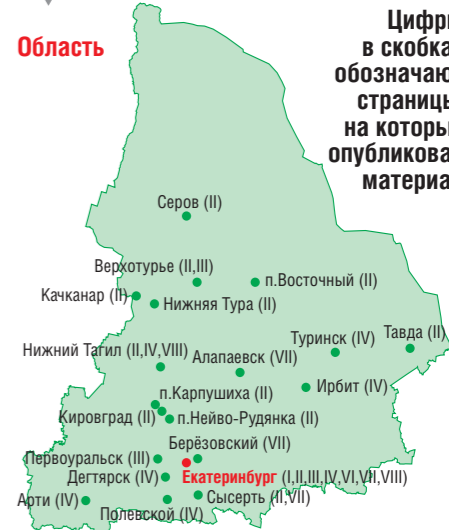 Область
Цифр
в скобка
обозначаю
страниц
на которы
опубликова
материа
Серов (II)
Верхотурье (II,III)
п.Восточный (II)
Качканар (II)
Нижняя Тура (II)
Туринск (IV)
Тавда (II)
Нижний Тагил (II,IV,VIII)
Алапаевск (VII)
Ирбит (IV)
п.Карпушиха (II)
Кировград (II)
п.Нейво-Рудянка (II)
Берёзовский (VII)
Первоуральск (III)
Екатеринбург (I,II,III,IV,VI,VII,VIII)
Дегтярск (IV)
Арти (IV)
Сысерть (II,VII)
Полевской (IV)